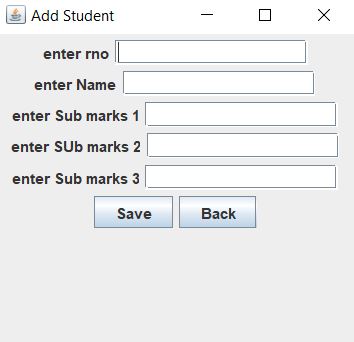 Add Student
enter rno
enter Name
enter Sub marks 1
enter SUb marks 2
enter Sub marks 3
Save Back